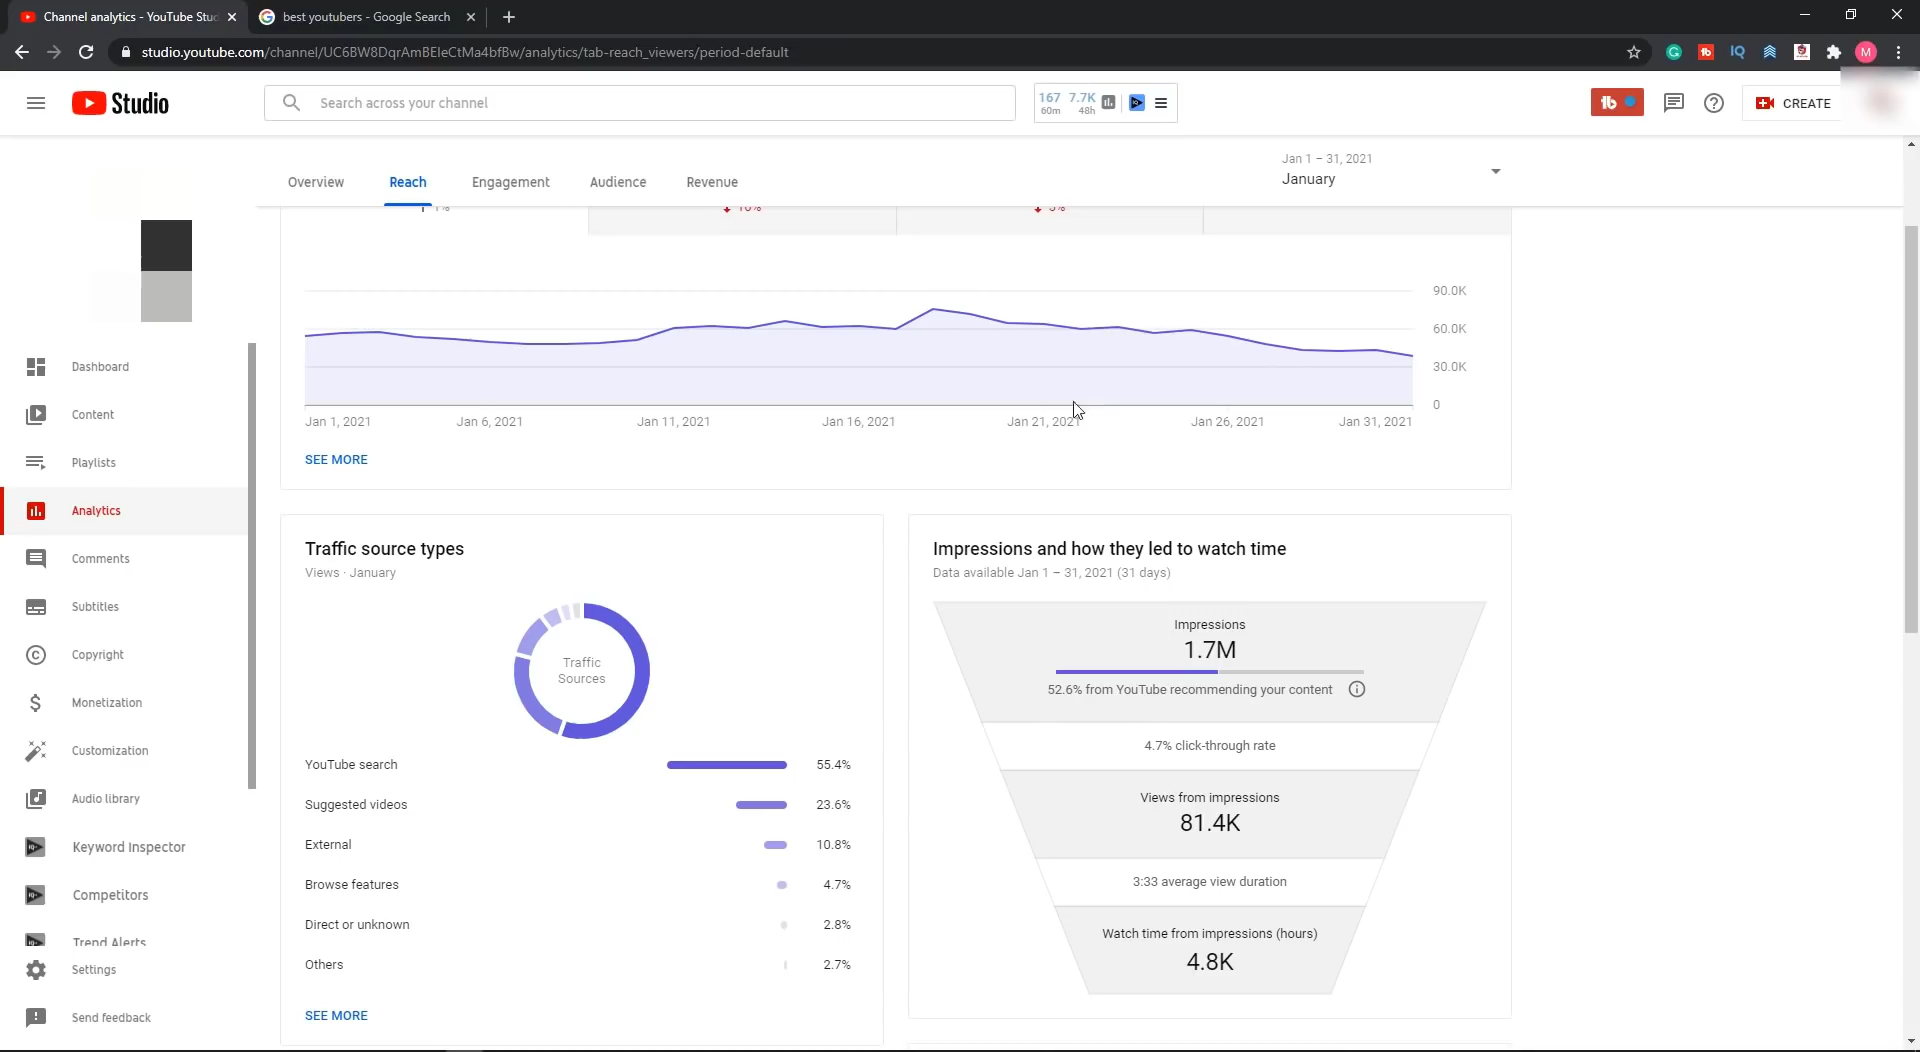 Channel analytics - YouTube Stu
best youtubers - Google Search
studio.youtube.com/channel/UC6BW8DqrAmBEIeCtMa4bfBw/analytics/tab-reach_viewers/period-default
M
Studio
Search across your channel
167 7.7K
60m 48h
CREATE
Overview
Reach
Engagement
Audience
Revenue
Jan 1 – 31, 2021
January
90.0K
60.0K
30.0K
0
Jan 1, 2021
Jan 6, 2021
Jan 11, 2021
Jan 16, 2021
Jan 21, 2021
Jan 26, 2021
Jan 31, 2021
SEE MORE
Dashboard
Content
Playlists
Analytics
Comments
Subtitles
Copyright
Monetization
Customization
Audio library
Keyword Inspector
Competitors
Trend Alerts
Settings
Send feedback
Traffic source types
Views · January
Traffic
Sources
YouTube search 55.4%
Suggested videos 23.6%
External 10.8%
Browse features 4.7%
Direct or unknown 2.8%
Others 2.7%
SEE MORE
Impressions and how they led to watch time
Data available Jan 1 – 31, 2021 (31 days)
Impressions
1.7M
52.6% from YouTube recommending your content
4.7% click-through rate
Views from impressions
81.4K
3:33 average view duration
Watch time from impressions (hours)
4.8K